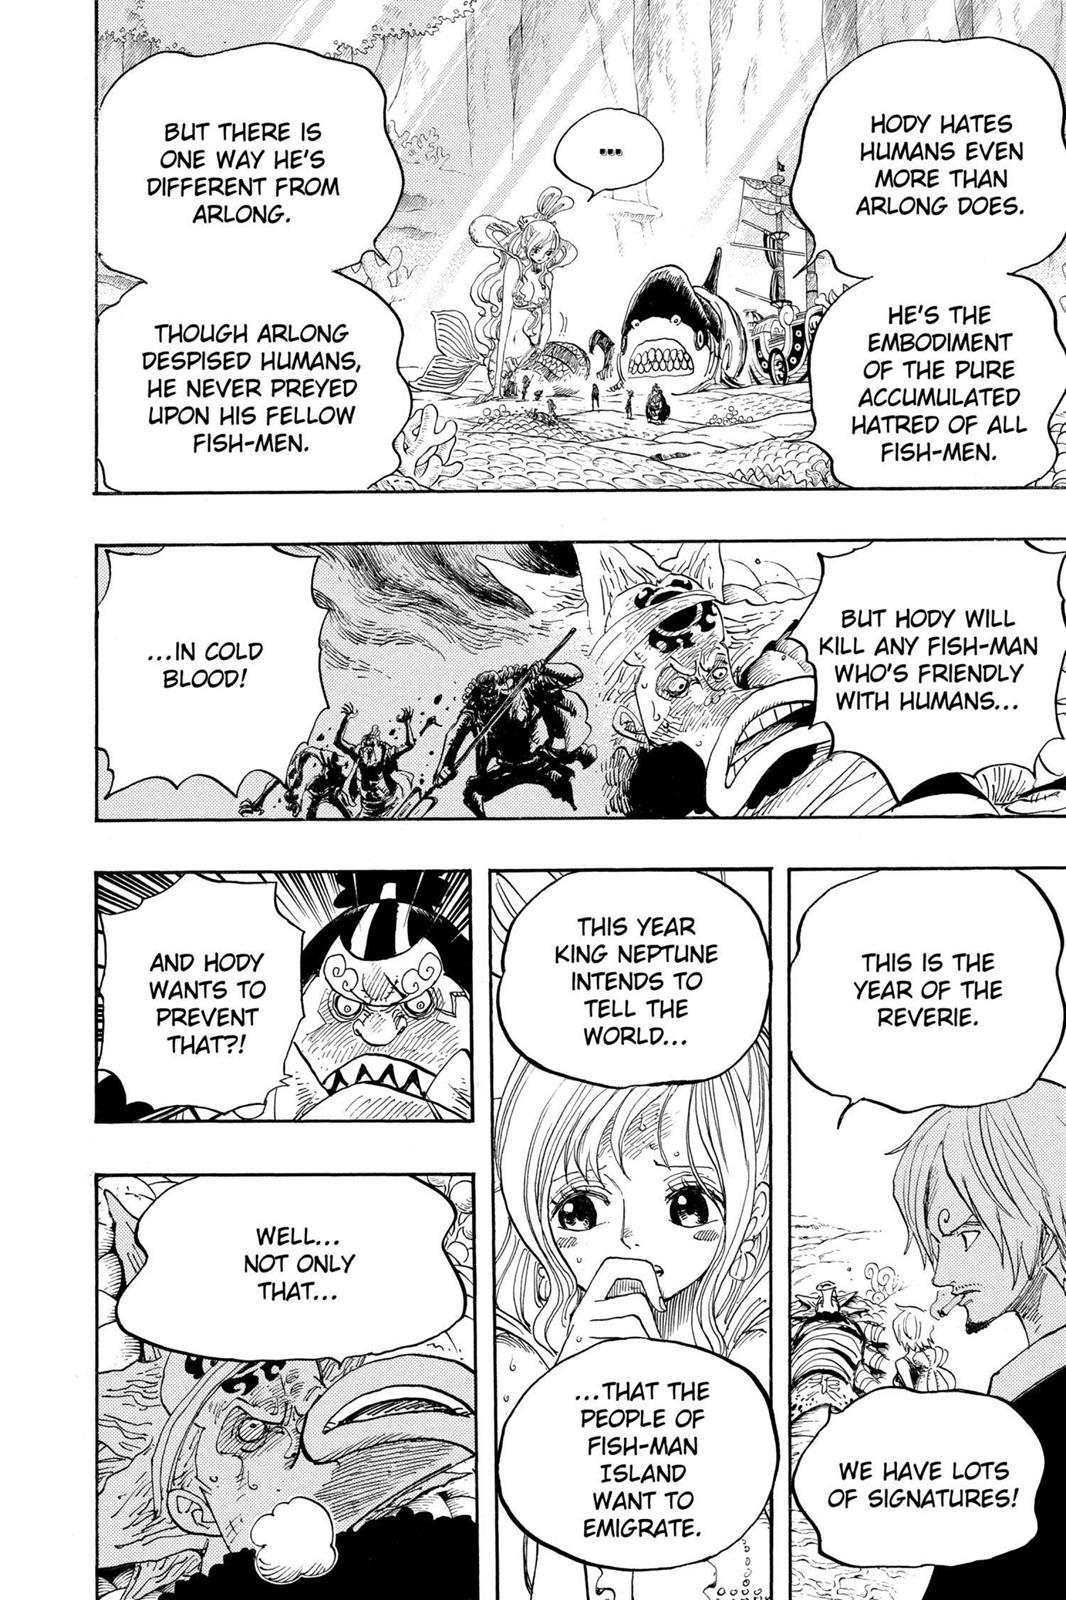 HODY HATES
HUMANS EVEN
MORE THAN
ARLONG DOES.
HE'S THE
EMBODIMENT
OF THE PURE
ACCUMULATED
HATRED OF ALL
FISH-MEN.
...
BUT THERE IS
ONE WAY HE'S
DIFFERENT FROM
ARLONG.
THOUGH ARLONG
DESPISED HUMANS,
HE NEVER PREYED
UPON HIS FELLOW
FISH-MEN.
BUT HODY WILL
KILL ANY FISH-MAN
WHO'S FRIENDLY
WITH HUMANS...
...IN COLD
BLOOD!
THIS IS THE
YEAR OF THE
REVERIE.
WE HAVE LOTS
OF SIGNATURES!
THIS YEAR
KING NEPTUNE
INTENDS TO
TELL THE
WORLD...
...THAT THE
PEOPLE OF
FISH-MAN
ISLAND
WANT TO
EMIGRATE.
AND HODY
WANTS TO
PREVENT
THAT?!
WELL...
NOT ONLY
THAT...